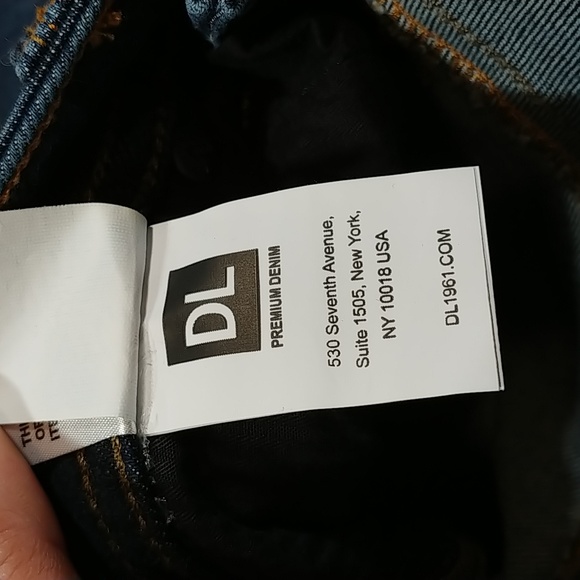 DL
PREMIUM DENIM
530 Seventh Avenue,
Suite 1505, New York,
NY 10018 USA
DL1961.COM